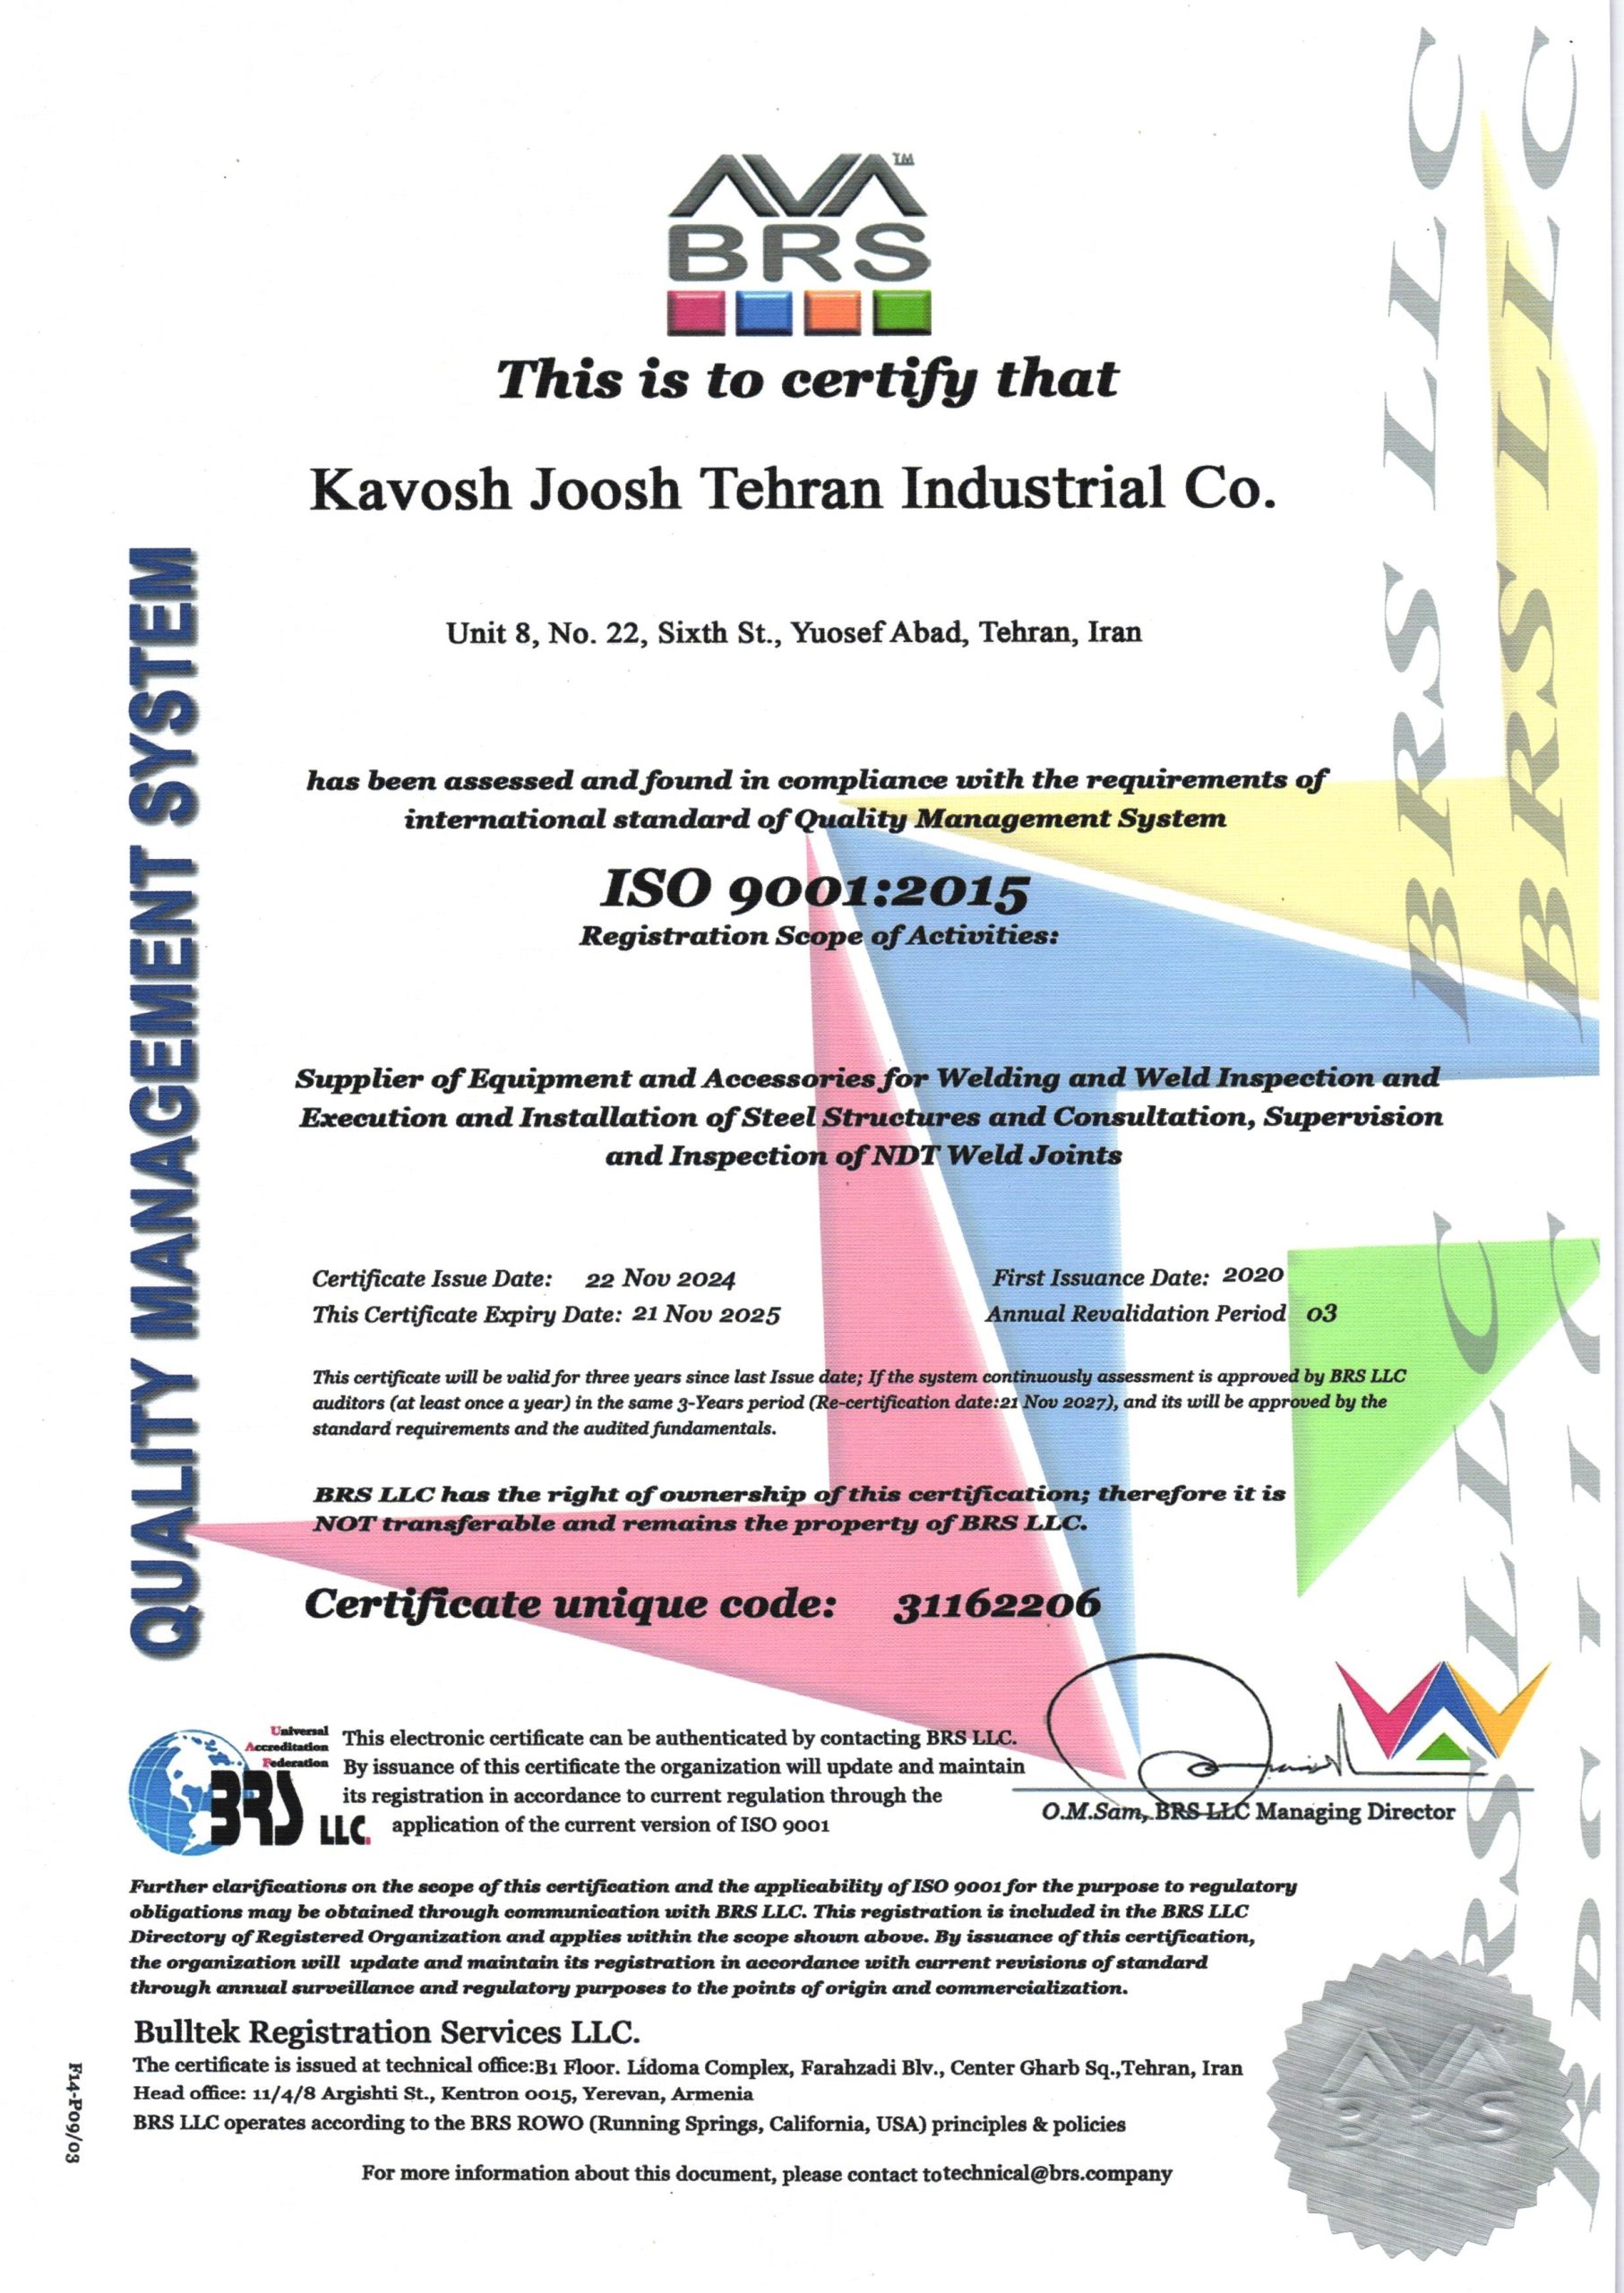 AVA™
BRS
This is to certify that
Kavosh Joosh Tehran Industrial Co.
Unit 8, No. 22, Sixth St., Yuosef Abad, Tehran, Iran
has been assessed and found in compliance with the requirements of
international standard of Quality Management System
ISO 9001:2015
Registration Scope of Activities:
Supplier of Equipment and Accessories for Welding and Weld Inspection and
Execution and Installation of Steel Structures and Consultation, Supervision
and Inspection of NDT Weld Joints
Certificate Issue Date: 22 Nov 2024
First Issuance Date: 2020
This Certificate Expiry Date: 21 Nov 2025
Annual Revalidation Period 03
This certificate will be valid for three years since last Issue date; If the system continuously assessment is approved by BRS LLC
auditors (at least once a year) in the same 3-Years period (Re-certification date:21 Nov 2027), and its will be approved by the
standard requirements and the audited fundamentals.
BRS LLC has the right of ownership of this certification; therefore it is
NOT transferable and remains the property of BRS LLC.
Certificate unique code: 31162206
QUALITY MANAGEMENT SYSTEM
Universal
Accreditation
Federation
BRS
LLC.
This electronic certificate can be authenticated by contacting BRS LLC.
By issuance of this certificate the organization will update and maintain
its registration in accordance to current regulation through the
application of the current version of ISO 9001
O.M.Sam, BRS LLC Managing Director
Further clarifications on the scope of this certification and the applicability of ISO 9001 for the purpose to regulatory
obligations may be obtained through communication with BRS LLC. This registration is included in the BRS LLC
Directory of Registered Organization and applies within the scope shown above. By issuance of this certification,
the organization will update and maintain its registration in accordance with current revisions of standard
through annual surveillance and regulatory purposes to the points of origin and commercialization.
Bulltek Registration Services LLC.
The certificate is issued at technical office:B1 Floor. Lidoma Complex, Farahzadi Blv., Center Gharb Sq.,Tehran, Iran
Head office: 11/4/8 Argishti St., Kentron 0015, Yerevan, Armenia
BRS LLC operates according to the BRS ROWO (Running Springs, California, USA) principles & policies
For more information about this document, please contact to technical@brs.company
F14-P09/03
BRS LLC
BRS LLC
BRS LLC
BRS LLC
AVA
BRS